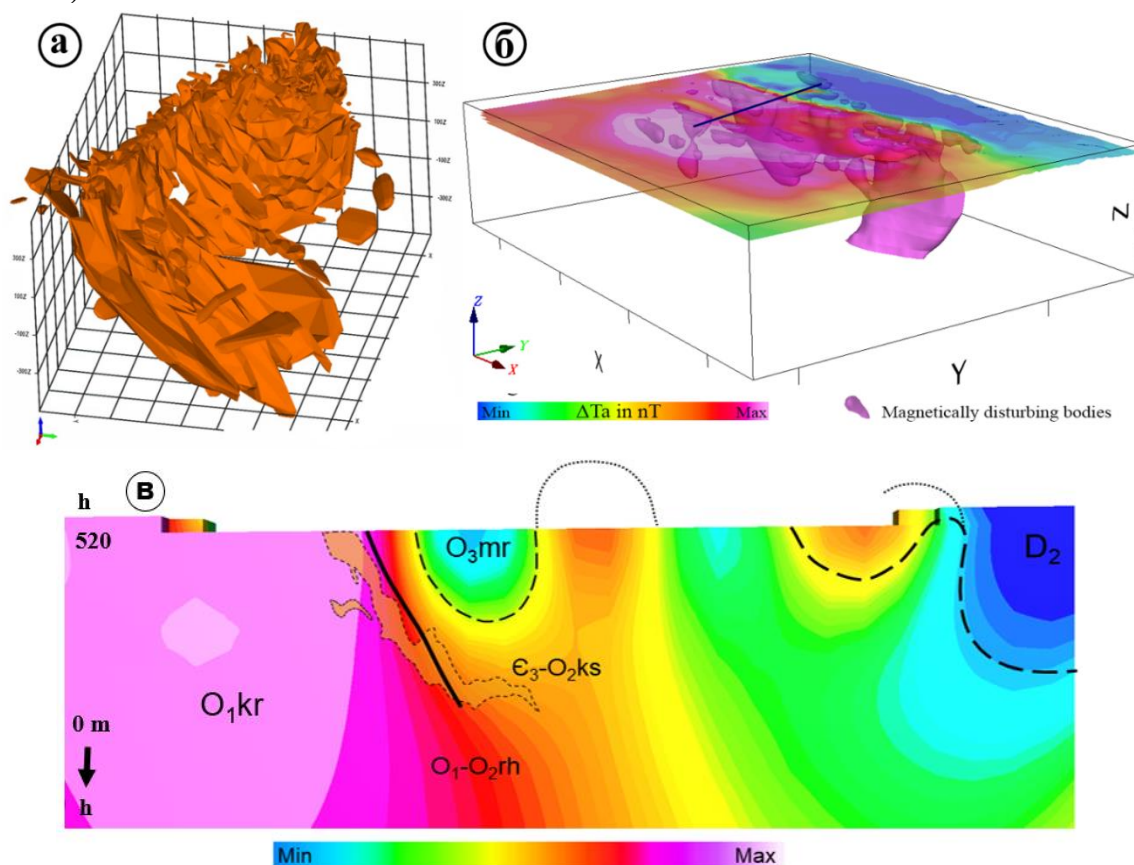 а
300Z
100Z
-100Z
-300Z
X
300Z
100Z
-100Z
-300Z
X
б
Z
Z
Y
X
X
Y
Min ΔTa in nT Max
Magnetically disturbing bodies
В
h
520
O₃mr
D₂
Є₃-O₂ks
O₁kr
0 m
O₁-O₂rh
h
Min Max